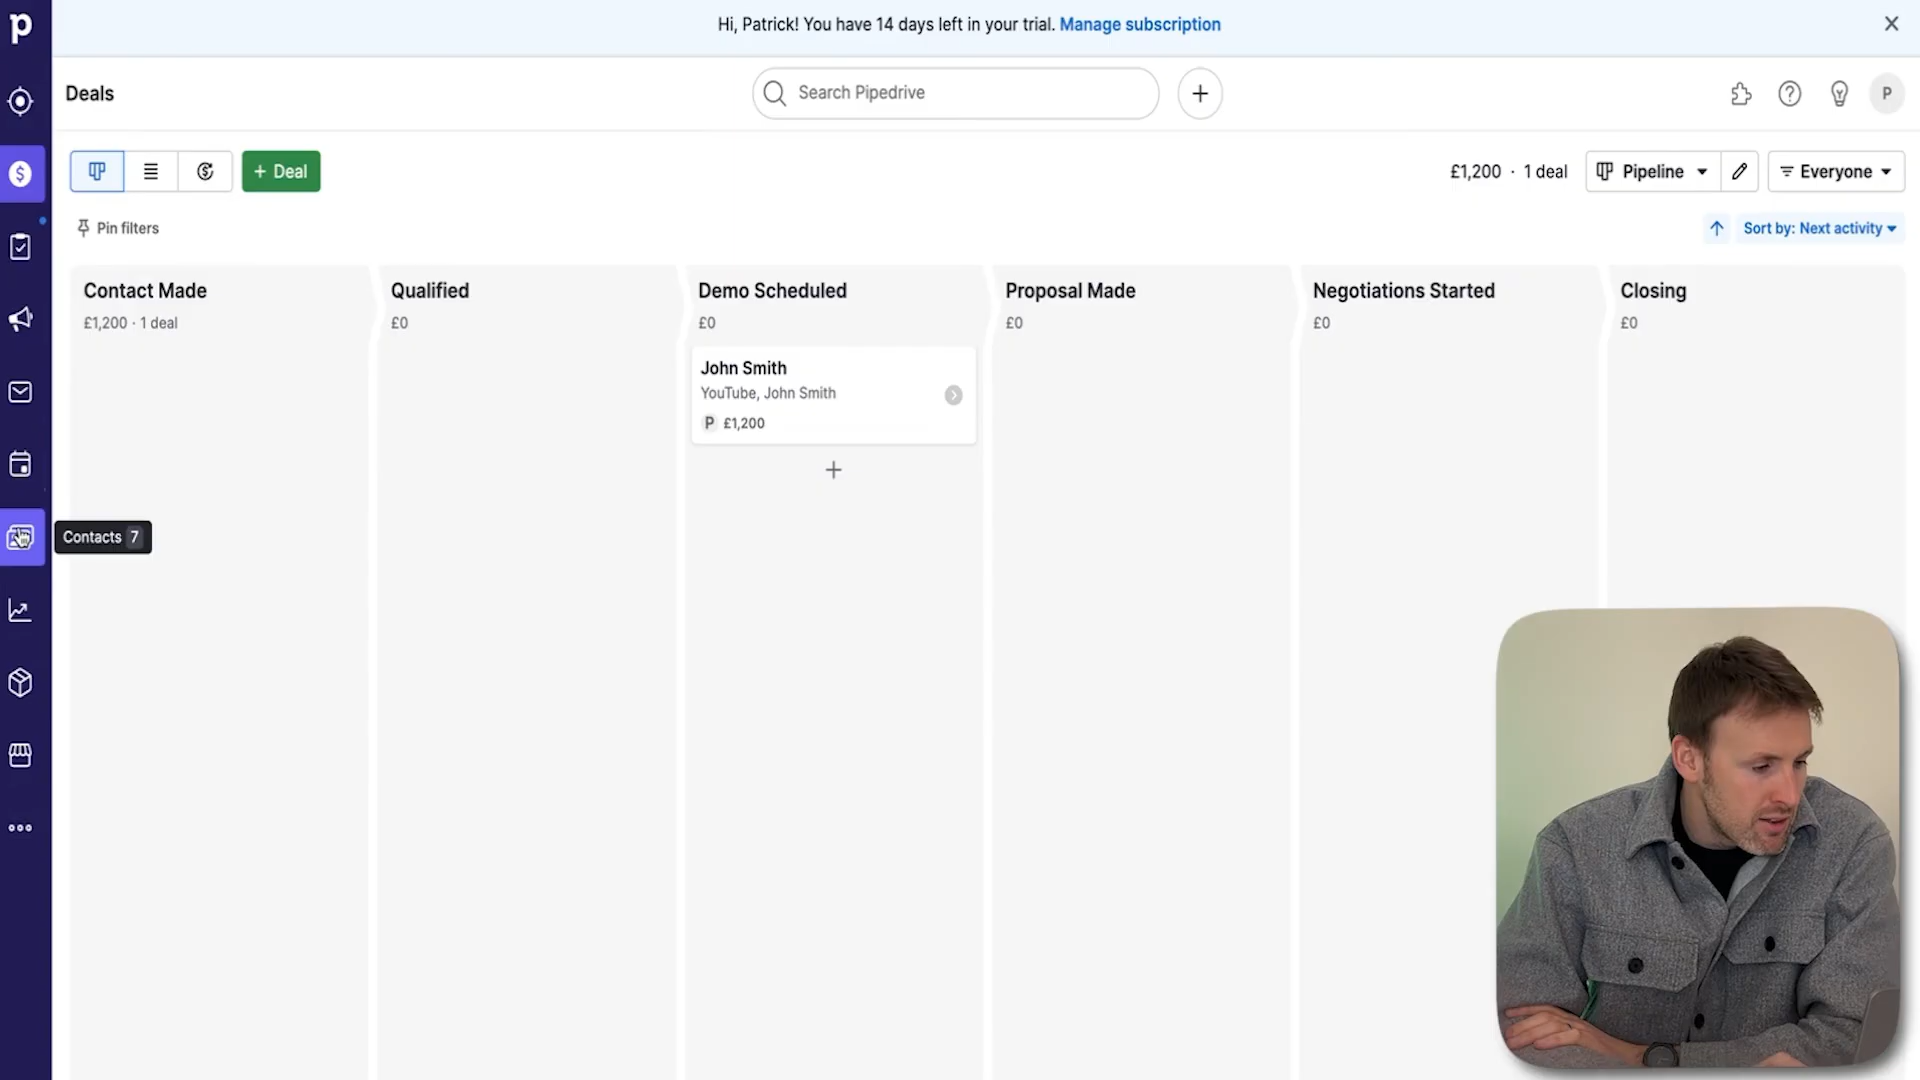 p
Hi, Patrick! You have 14 days left in your trial. Manage subscription
Deals
Search Pipedrive
P
+ Deal
£1,200 · 1 deal
Pipeline
Everyone
Pin filters
Sort by: Next activity
Contact Made
£1,200 · 1 deal
Qualified
£0
Demo Scheduled
£0
Proposal Made
£0
Negotiations Started
£0
Closing
£0
John Smith
YouTube, John Smith
P £1,200
Contacts 7